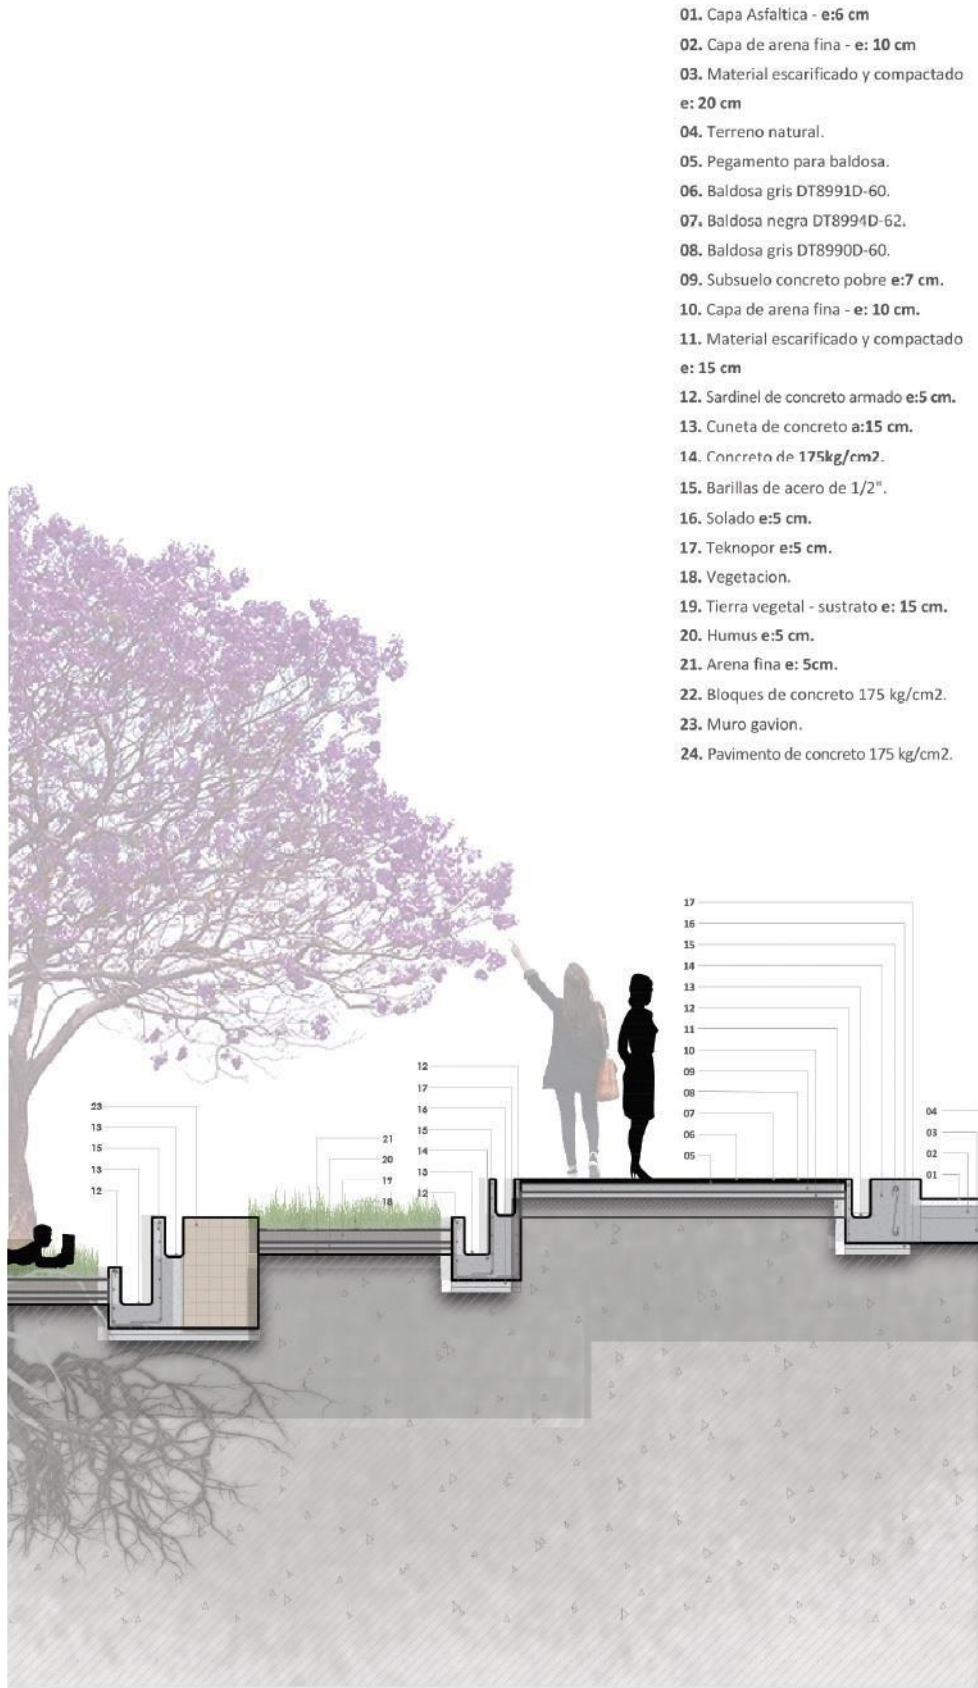 01. Capa Asfaltica - e:6 cm
02. Capa de arena fina - e: 10 cm
03. Material escarificado y compactado
e: 20 cm
04. Terreno natural.
05. Pegamento para baldosa.
06. Baldosa gris DT8991D-60.
07. Baldosa negra DT8994D-62.
08. Baldosa gris DT8990D-60.
09. Subsuelo concreto pobre e:7 cm.
10. Capa de arena fina - e: 10 cm.
11. Material escarificado y compactado
e: 15 cm
12. Sardinel de concreto armado e:5 cm.
13. Cuneta de concreto a:15 cm.
14. Concreto de 175kg/cm2.
15. Barillas de acero de 1/2".
16. Solado e:5 cm.
17. Teknopor e:5 cm.
18. Vegetacion.
19. Tierra vegetal - sustrato e: 15 cm.
20. Humus e:5 cm.
21. Arena fina e: 5cm.
22. Bloques de concreto 175 kg/cm2.
23. Muro gavion.
24. Pavimento de concreto 175 kg/cm2.
23
13
15
13
12
21
20
19
18
12
17
16
15
14
13
12
17
16
15
14
13
12
11
10
09
08
07
06
05
04
03
02
01